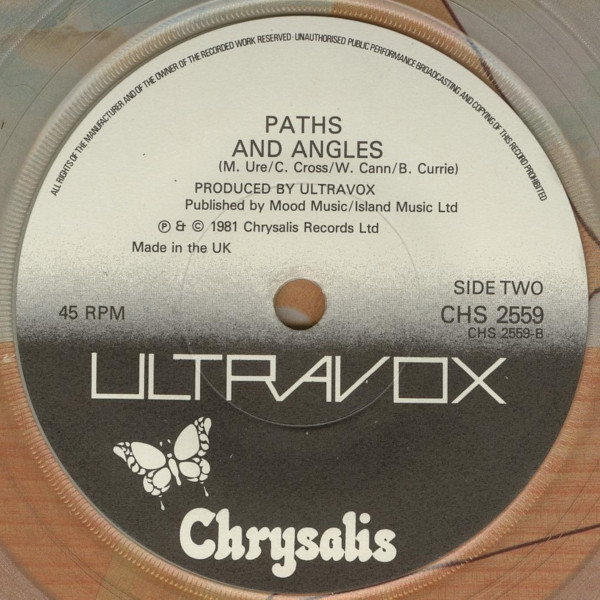 ALL RIGHTS OF THE MANUFACTURER AND OF THE OWNER OF THE RECORDED WORK RESERVED · UNAUTHORISED PUBLIC PERFORMANCE BROADCASTING AND COPYING OF THIS RECORD PROHIBITED
PATHS
AND ANGLES
(M. Ure/C. Cross/W. Cann/B. Currie)
PRODUCED BY ULTRAVOX
Published by Mood Music/Island Music Ltd
℗ & © 1981 Chrysalis Records Ltd
Made in the UK
SIDE TWO
45 RPM CHS 2559
CHS 2559-B
ULTRAVOX
Chrysalis